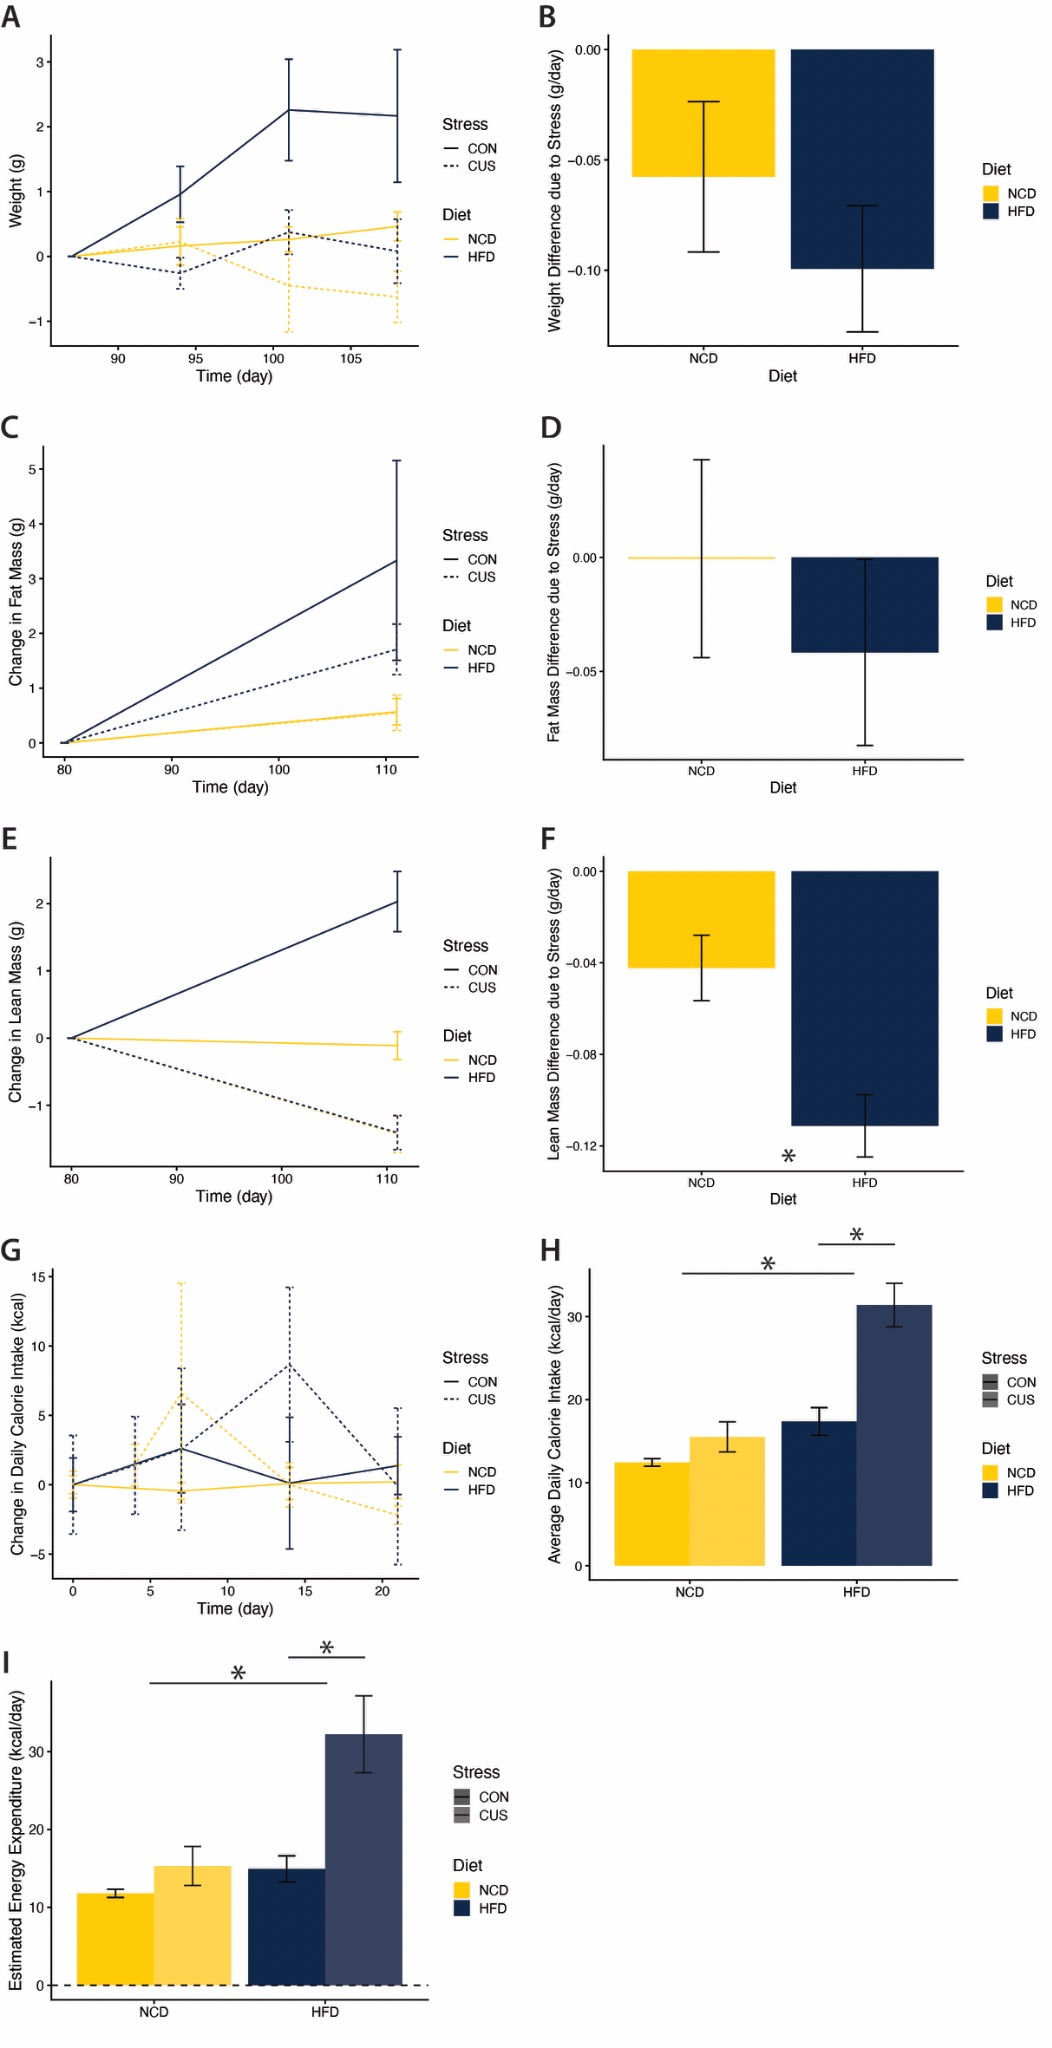 A
Weight (g)
3
2
1
0
−1
90 95 100 105
Time (day)
Stress
CON
CUS
Diet
NCD
HFD
B
Weight Difference due to Stress (g/day)
0.00
−0.05
−0.10
NCD HFD
Diet
Diet
NCD
HFD
C
Change in Fat Mass (g)
5
4
3
2
1
0
80 90 100 110
Time (day)
Stress
CON
CUS
Diet
NCD
HFD
D
Fat Mass Difference due to Stress (g/day)
0.00
−0.05
NCD HFD
Diet
Diet
NCD
HFD
E
Change in Lean Mass (g)
2
1
0
−1
80 90 100 110
Time (day)
Stress
CON
CUS
Diet
NCD
HFD
F
Lean Mass Difference due to Stress (g/day)
0.00
−0.04
−0.08
−0.12
*
NCD HFD
Diet
Diet
NCD
HFD
G
Change in Daily Calorie Intake (kcal)
15
10
5
0
−5
0 5 10 15 20
Time (day)
Stress
CON
CUS
Diet
NCD
HFD
H
*
*
Average Daily Calorie Intake (kcal/day)
30
20
10
0
NCD HFD
Stress
CON
CUS
Diet
NCD
HFD
I
*
*
Estimated Energy Expenditure (kcal/day)
30
20
10
0
NCD HFD
Stress
CON
CUS
Diet
NCD
HFD